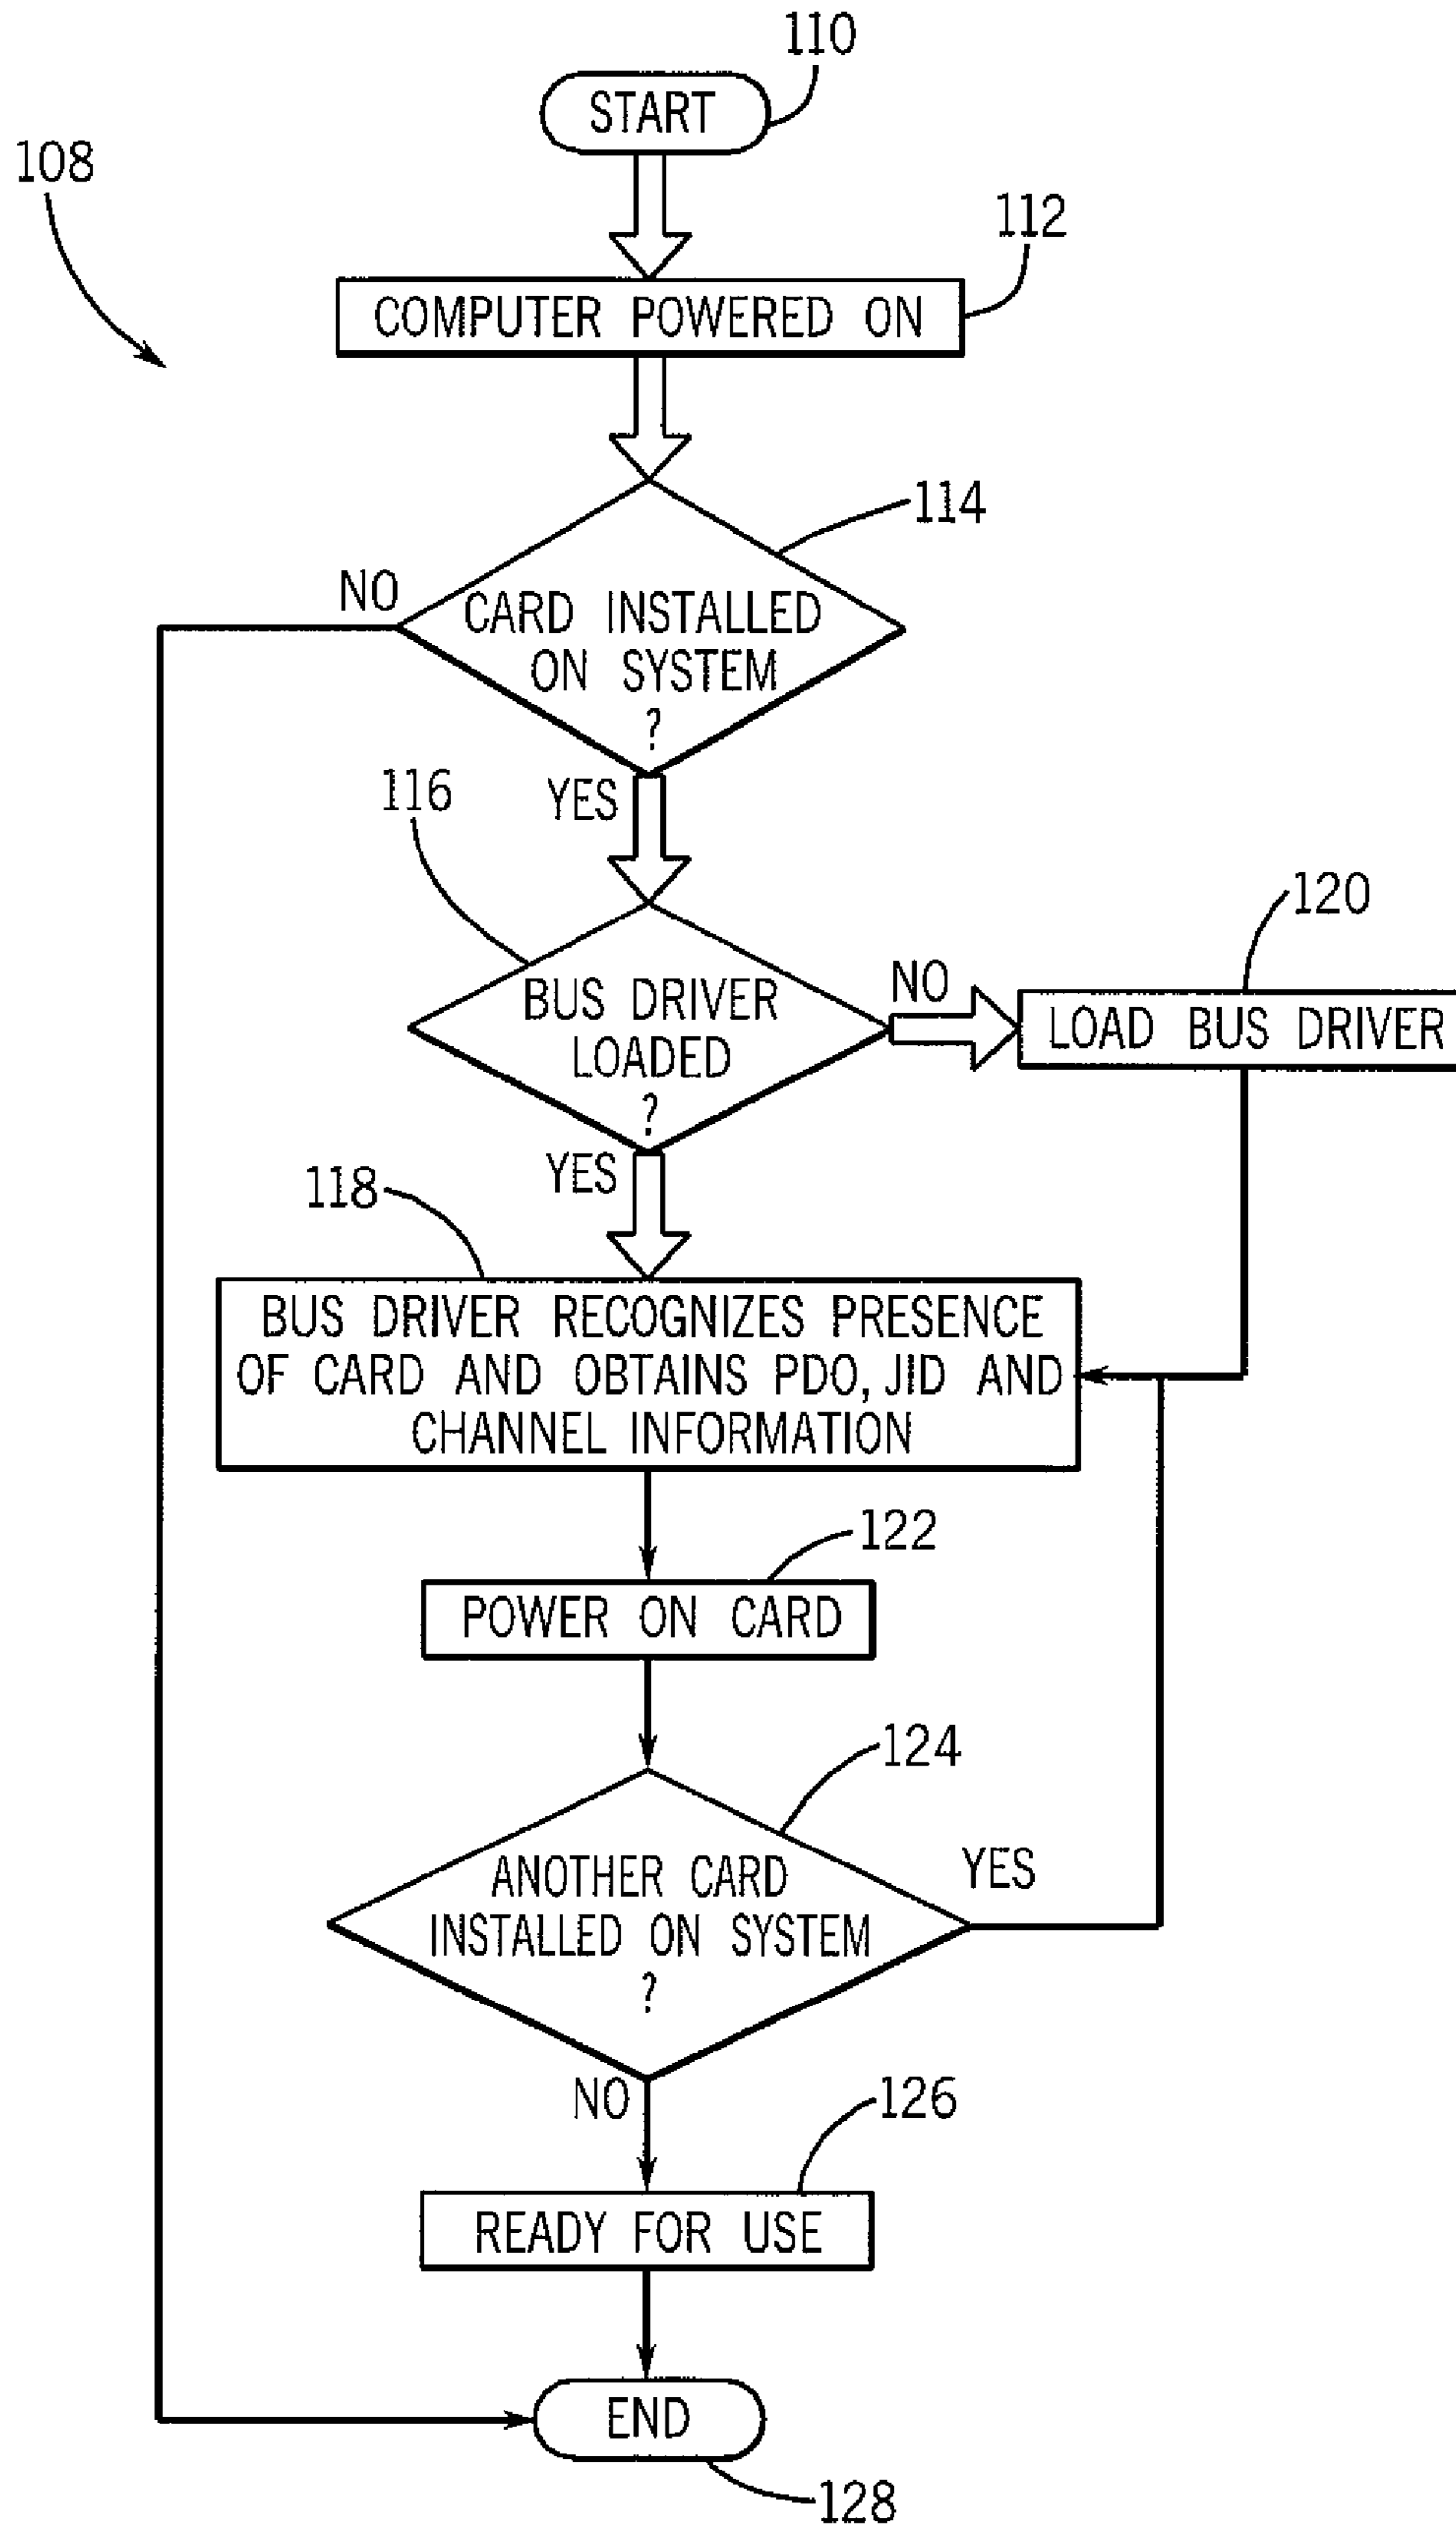 110
START
108
112
COMPUTER POWERED ON
114
NO
CARD INSTALLED
ON SYSTEM
?
116
YES
120
BUS DRIVER
LOADED
?
NO
LOAD BUS DRIVER
YES
118
BUS DRIVER RECOGNIZES PRESENCE
OF CARD AND OBTAINS PDO, JID AND
CHANNEL INFORMATION
122
POWER ON CARD
124
ANOTHER CARD
INSTALLED ON SYSTEM
?
YES
NO
126
READY FOR USE
END
128